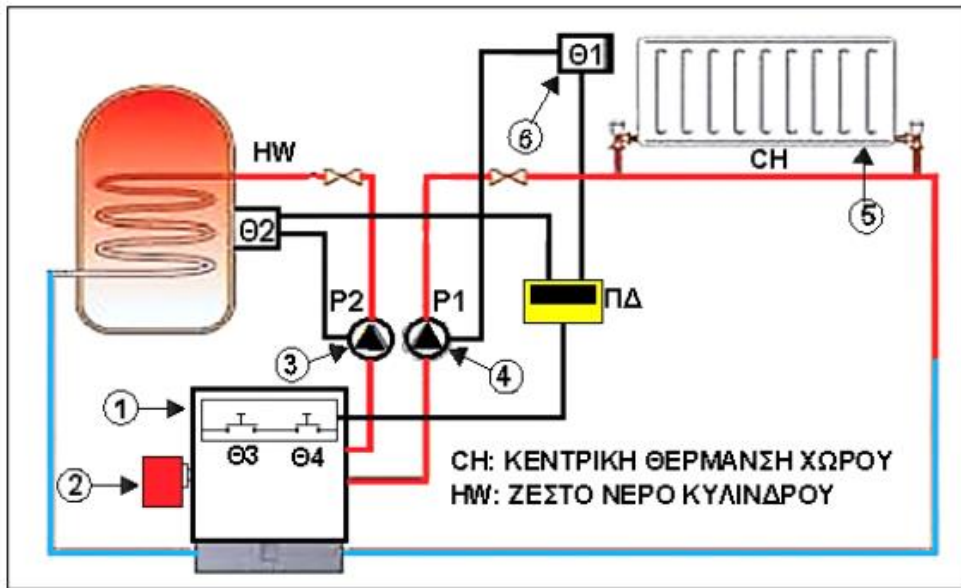 Θ1
6
HW
CH
5
Θ2
P2
P1
ΠΔ
3
4
1
Θ3 Θ4
2
CH: ΚΕΝΤΡΙΚΗ ΘΕΡΜΑΝΣΗ ΧΩΡΟΥ
HW: ΖΕΣΤΟ ΝΕΡΟ ΚΥΛΙΝΔΡΟΥ